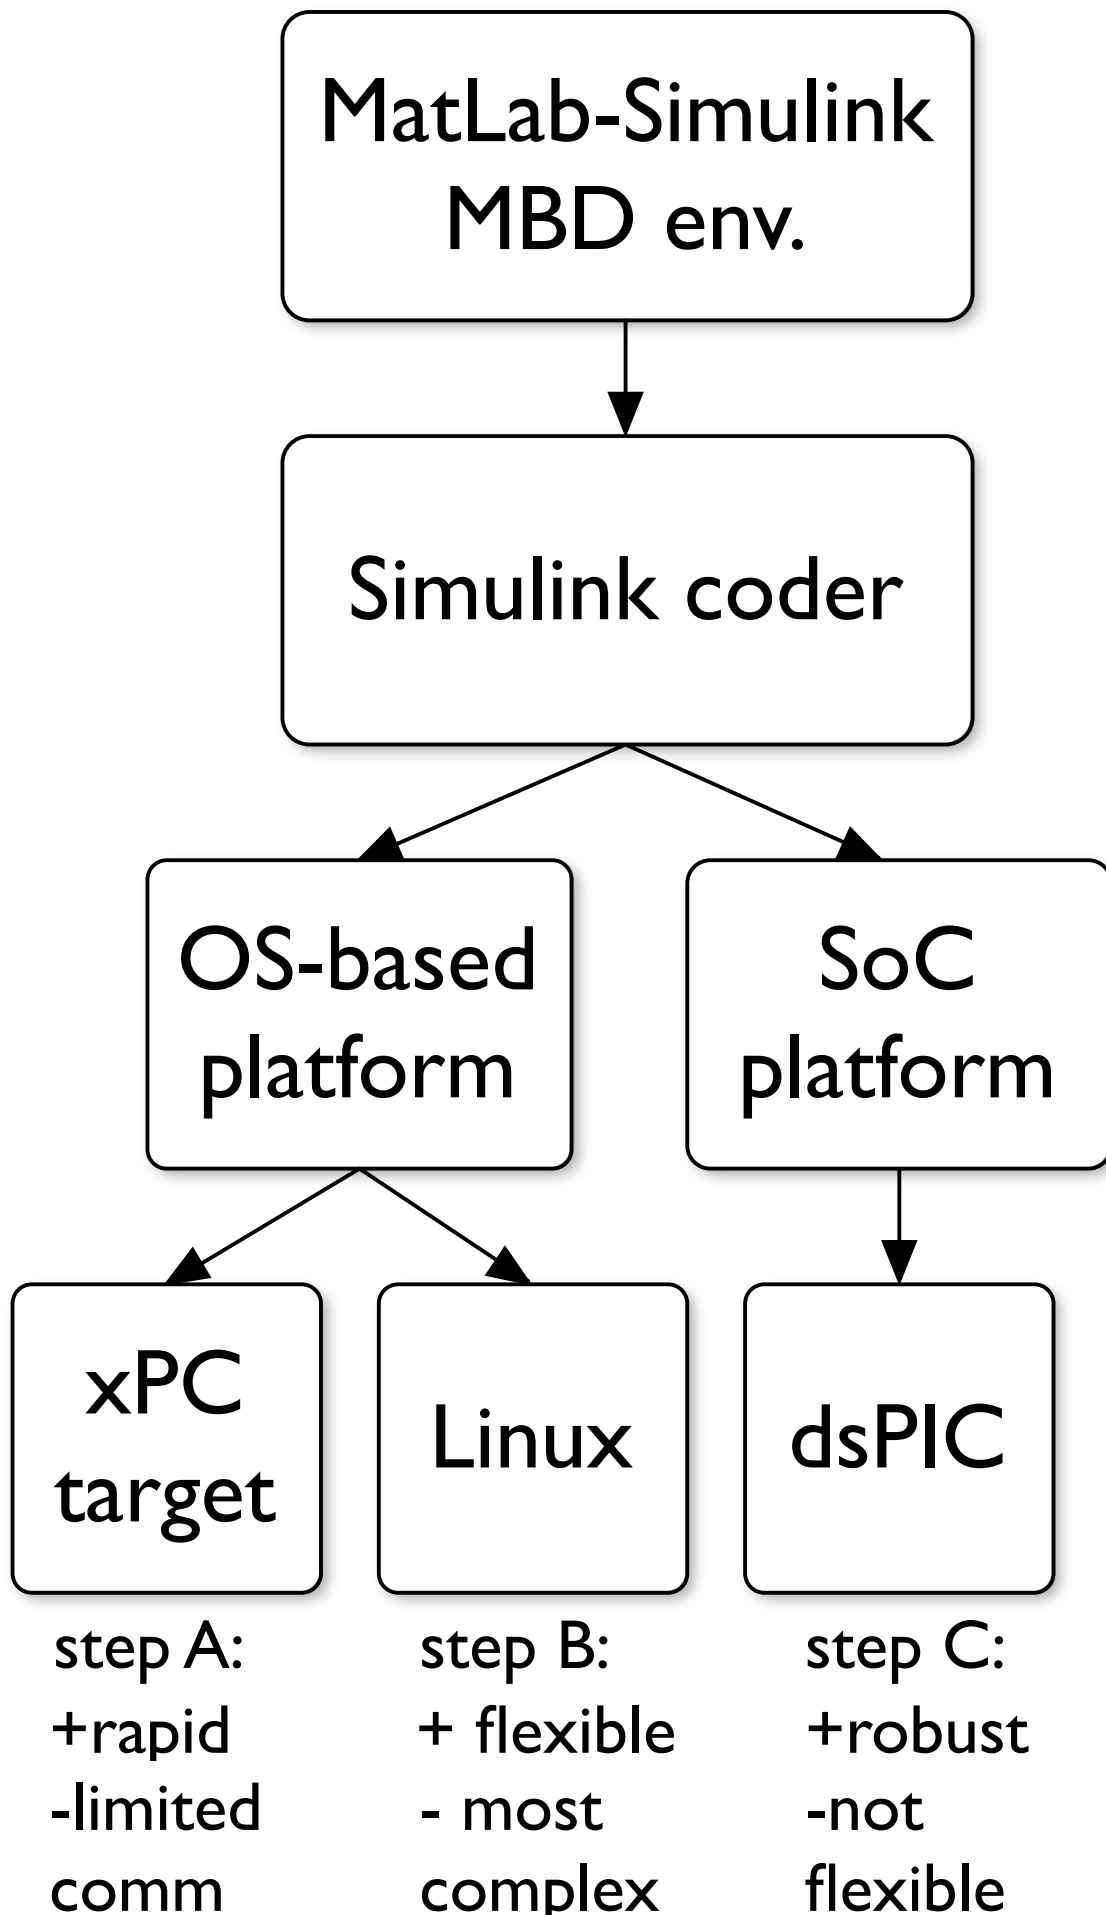 MatLab-Simulink
MBD env.
Simulink coder
OS-based
platform
SoC
platform
xPC
target
Linux
dsPIC
step A:
+rapid
-limited
comm
step B:
+ flexible
- most
complex
step C:
+robust
-not
flexible